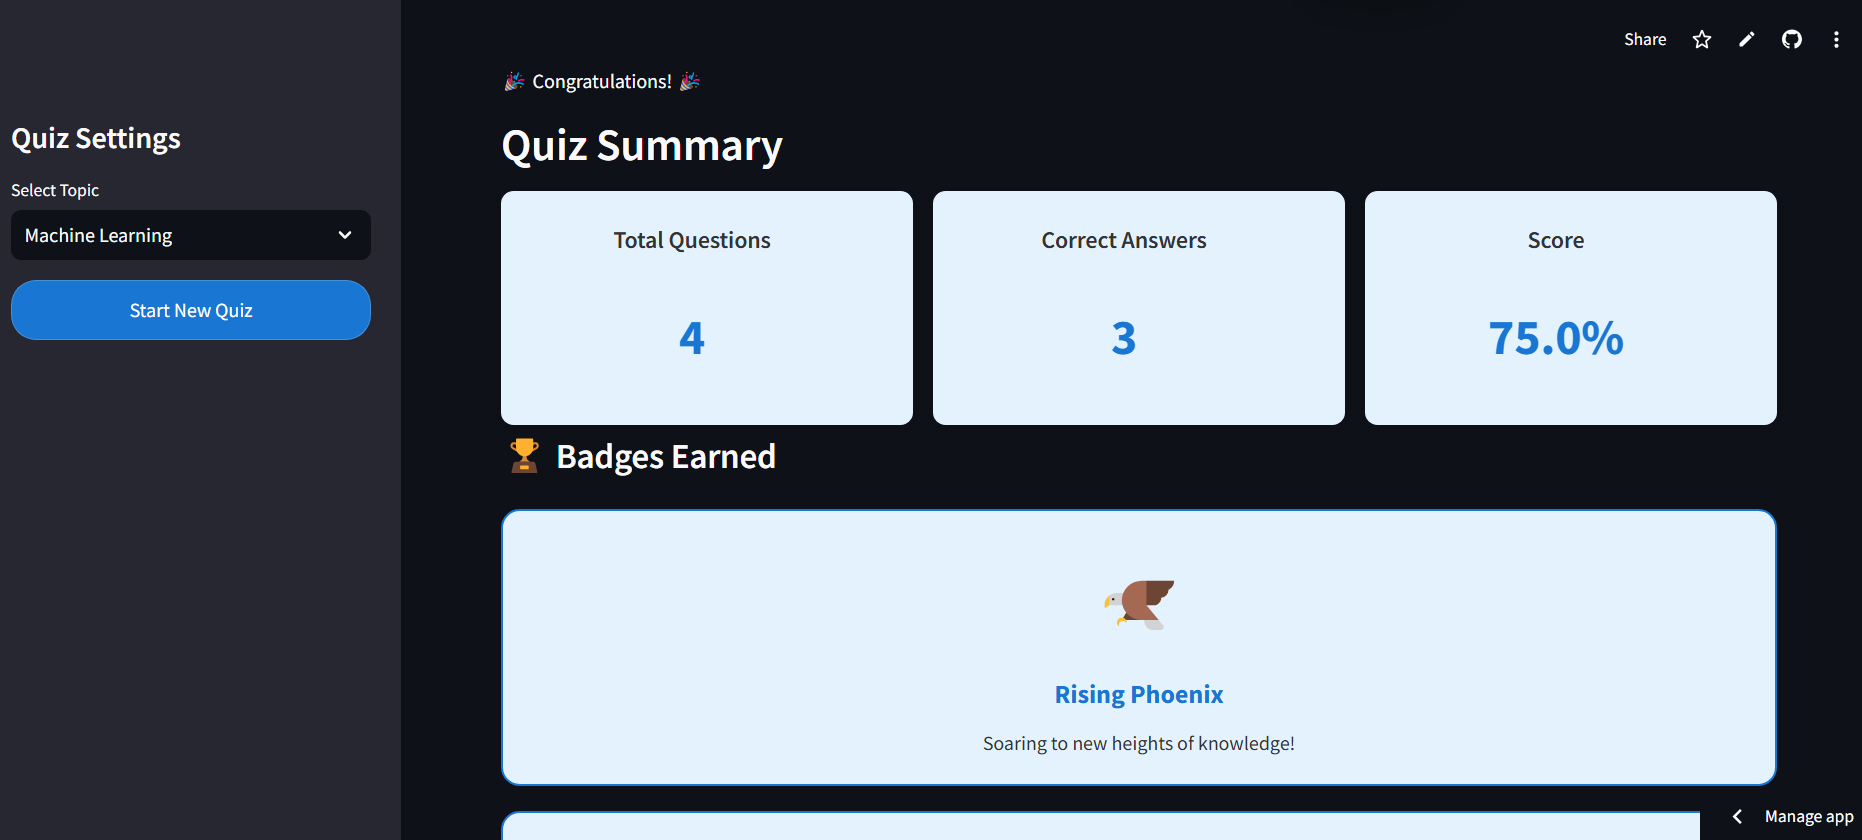 Share
Quiz Settings
Select Topic
Machine Learning
Start New Quiz
🎉 Congratulations! 🎉
Quiz Summary
Total Questions
4
Correct Answers
3
Score
75.0%
🏆 Badges Earned
Rising Phoenix
Soaring to new heights of knowledge!
Manage app